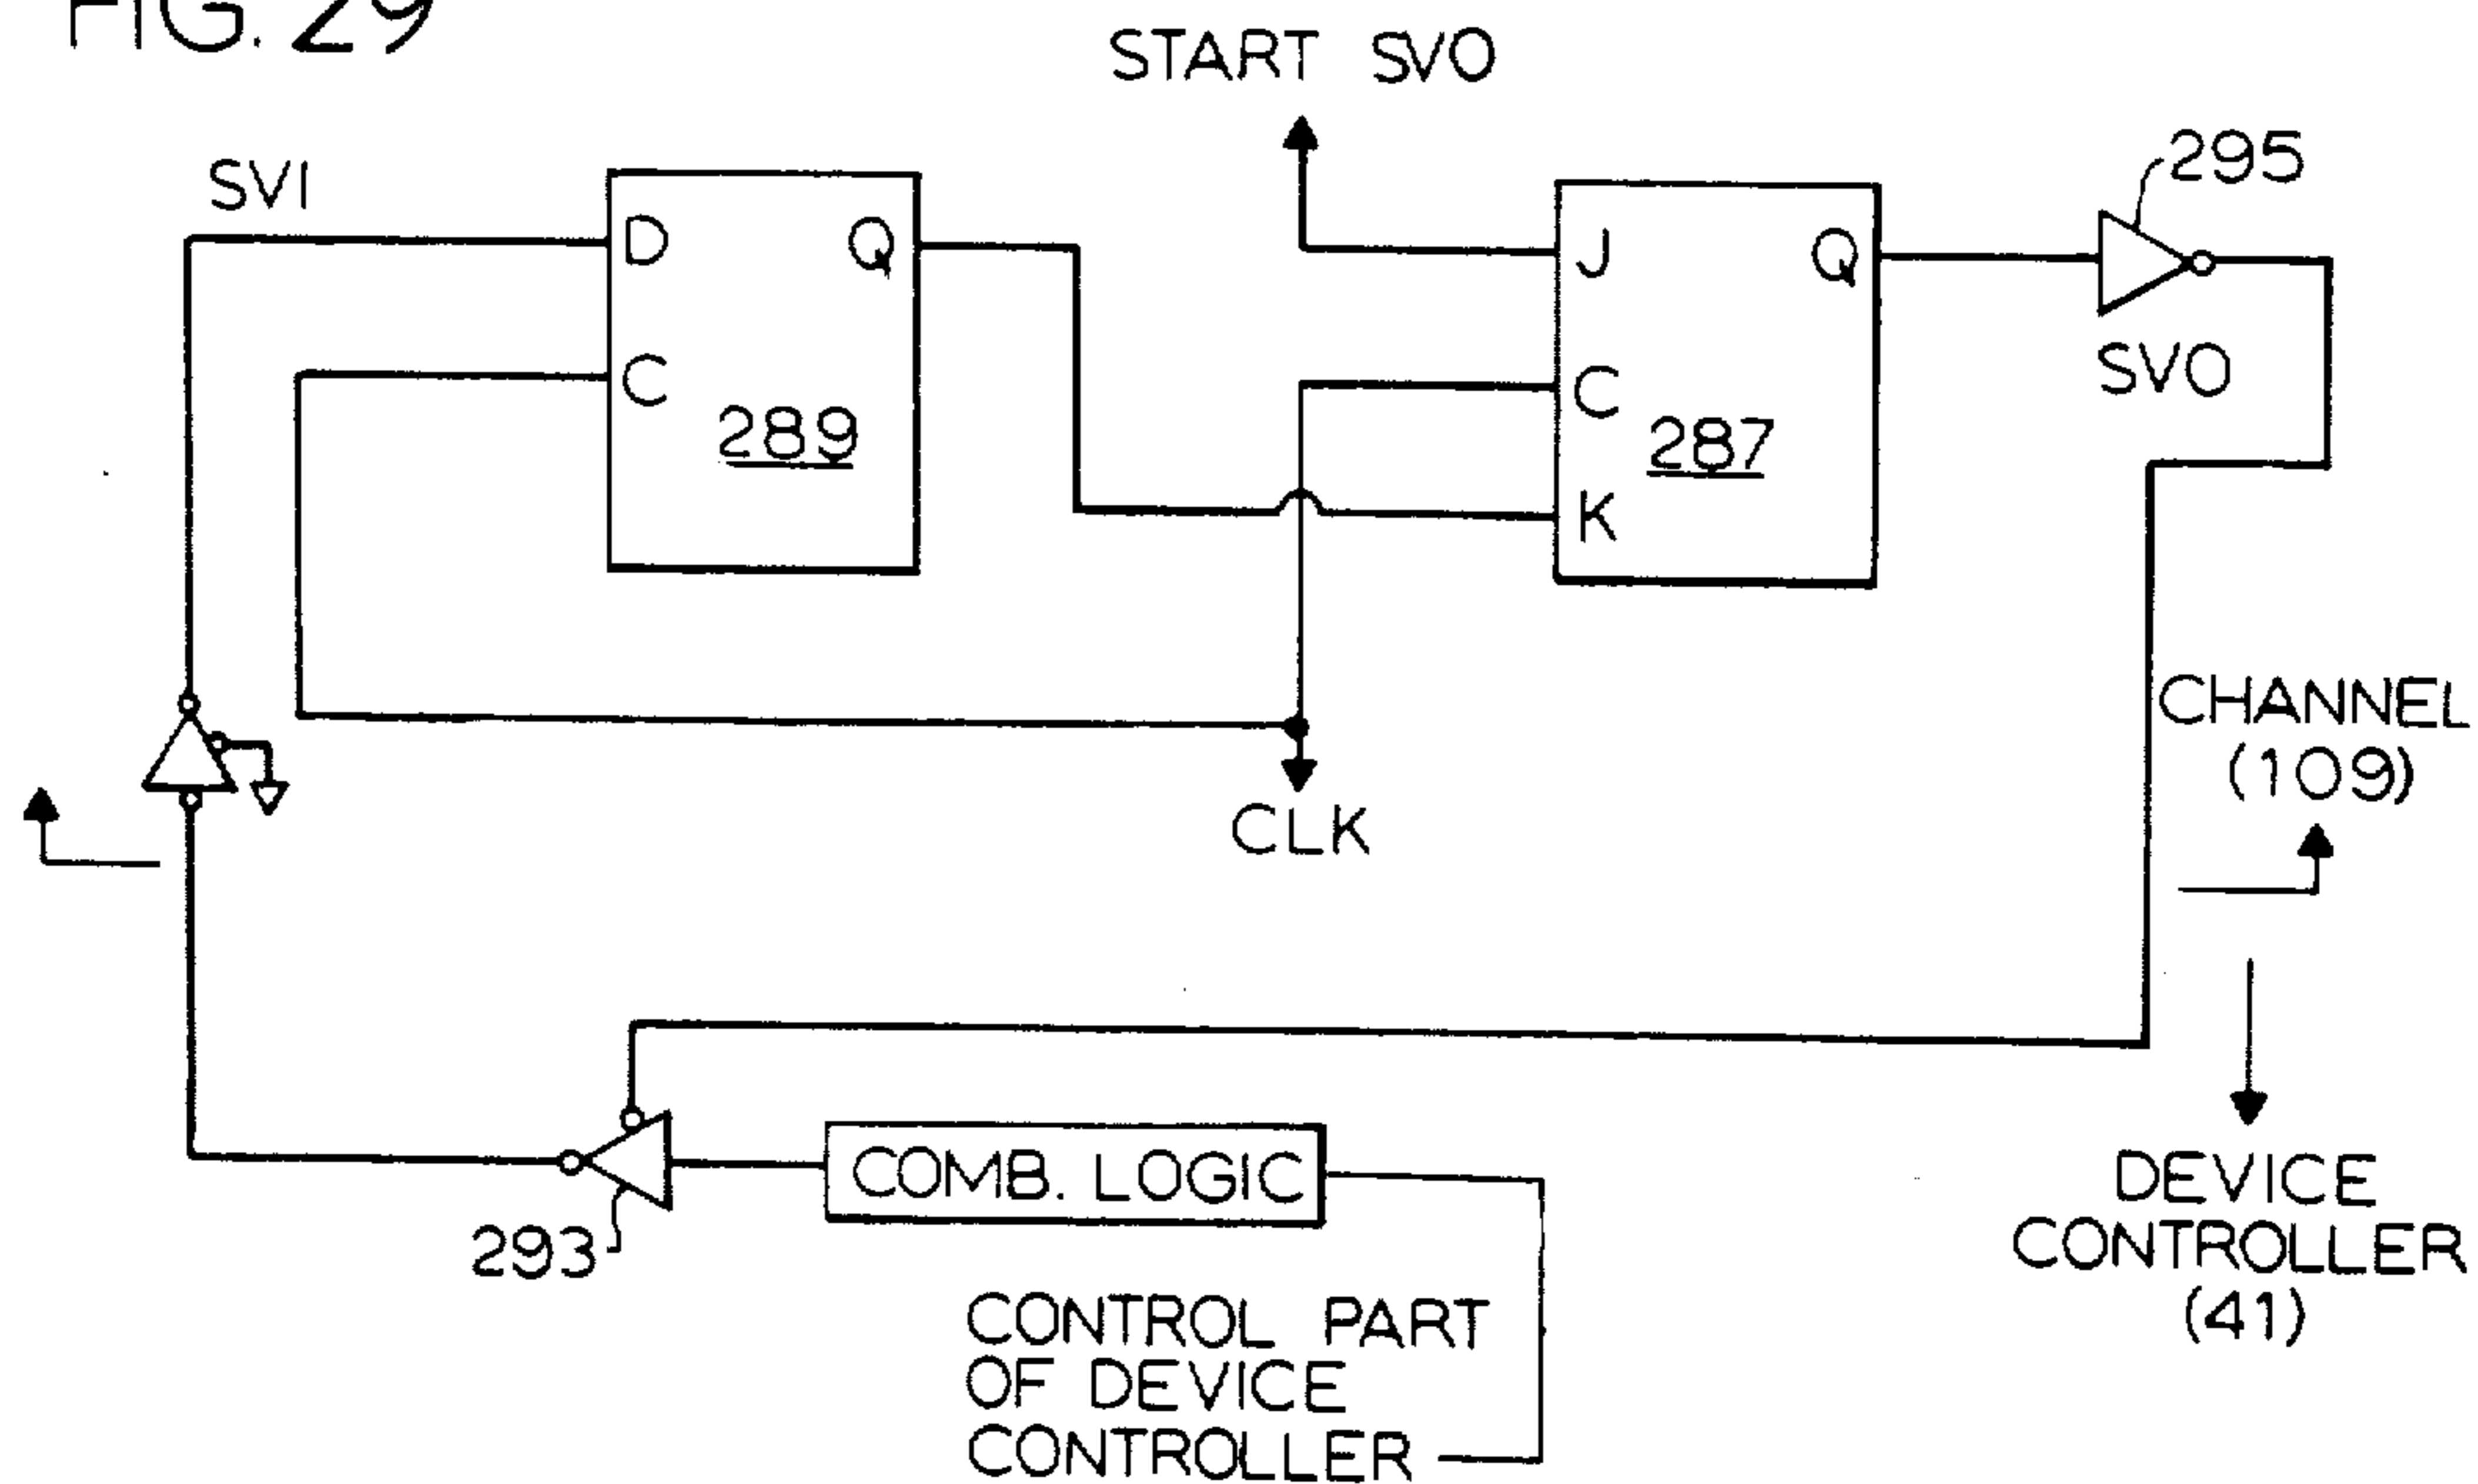 FIG. 29
START SVO
SVI
295
D
Q
J
Q
C
C
SVO
289
287
K
CHANNEL
(109)
CLK
COMB. LOGIC
293
DEVICE
CONTROLLER
(41)
CONTROL PART
OF DEVICE
CONTROLLER